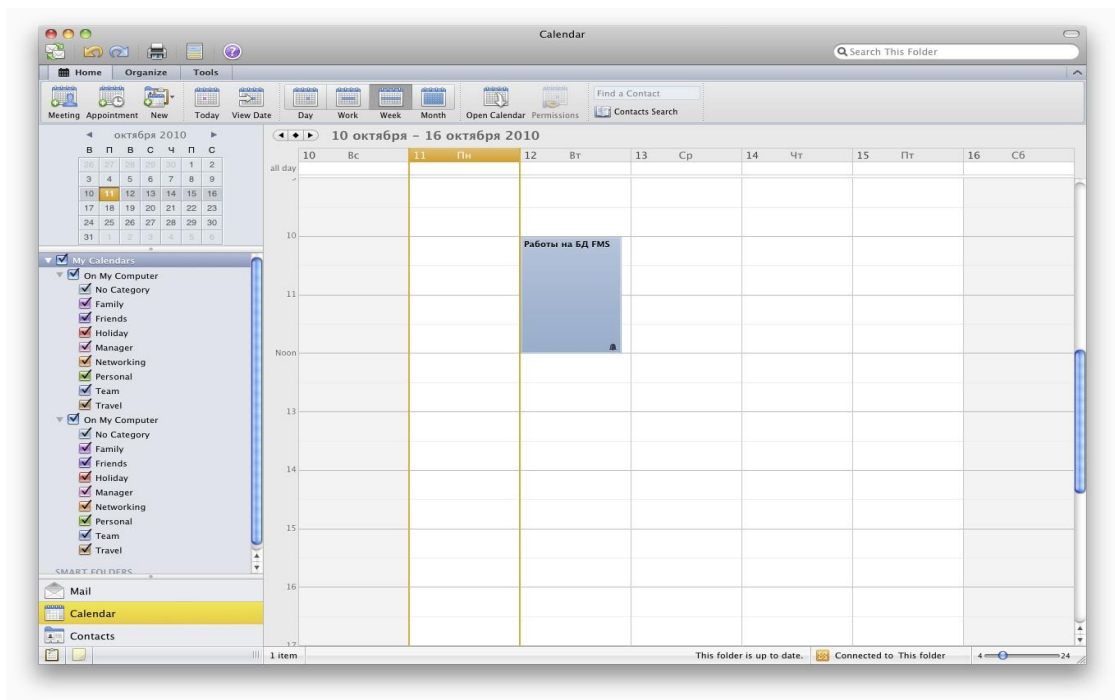 Calendar
Search This Folder
Home Organize Tools
Meeting Appointment New Today View Date Day Work Week Month Open Calendar Permissions
Find a Contact
Contacts Search
октября 2010
В П В С Ч П С
26 27 28 29 30 1 2
3 4 5 6 7 8 9
10 11 12 13 14 15 16
17 18 19 20 21 22 23
24 25 26 27 28 29 30
31 1 2 3 4 5 6
My Calendars
On My Computer
No Category
Family
Friends
Holiday
Manager
Networking
Personal
Team
Travel
On My Computer
No Category
Family
Friends
Holiday
Manager
Networking
Personal
Team
Travel
SMART FOLDERS
Mail
Calendar
Contacts
10 октября – 16 октября 2010
10 Вс 11 Пн 12 Вт 13 Ср 14 Чт 15 Пт 16 Сб
all day
10
Работы на БД FMS
11
Noon
13
14
15
16
17
1 item
This folder is up to date.
Connected to This folder
4 24